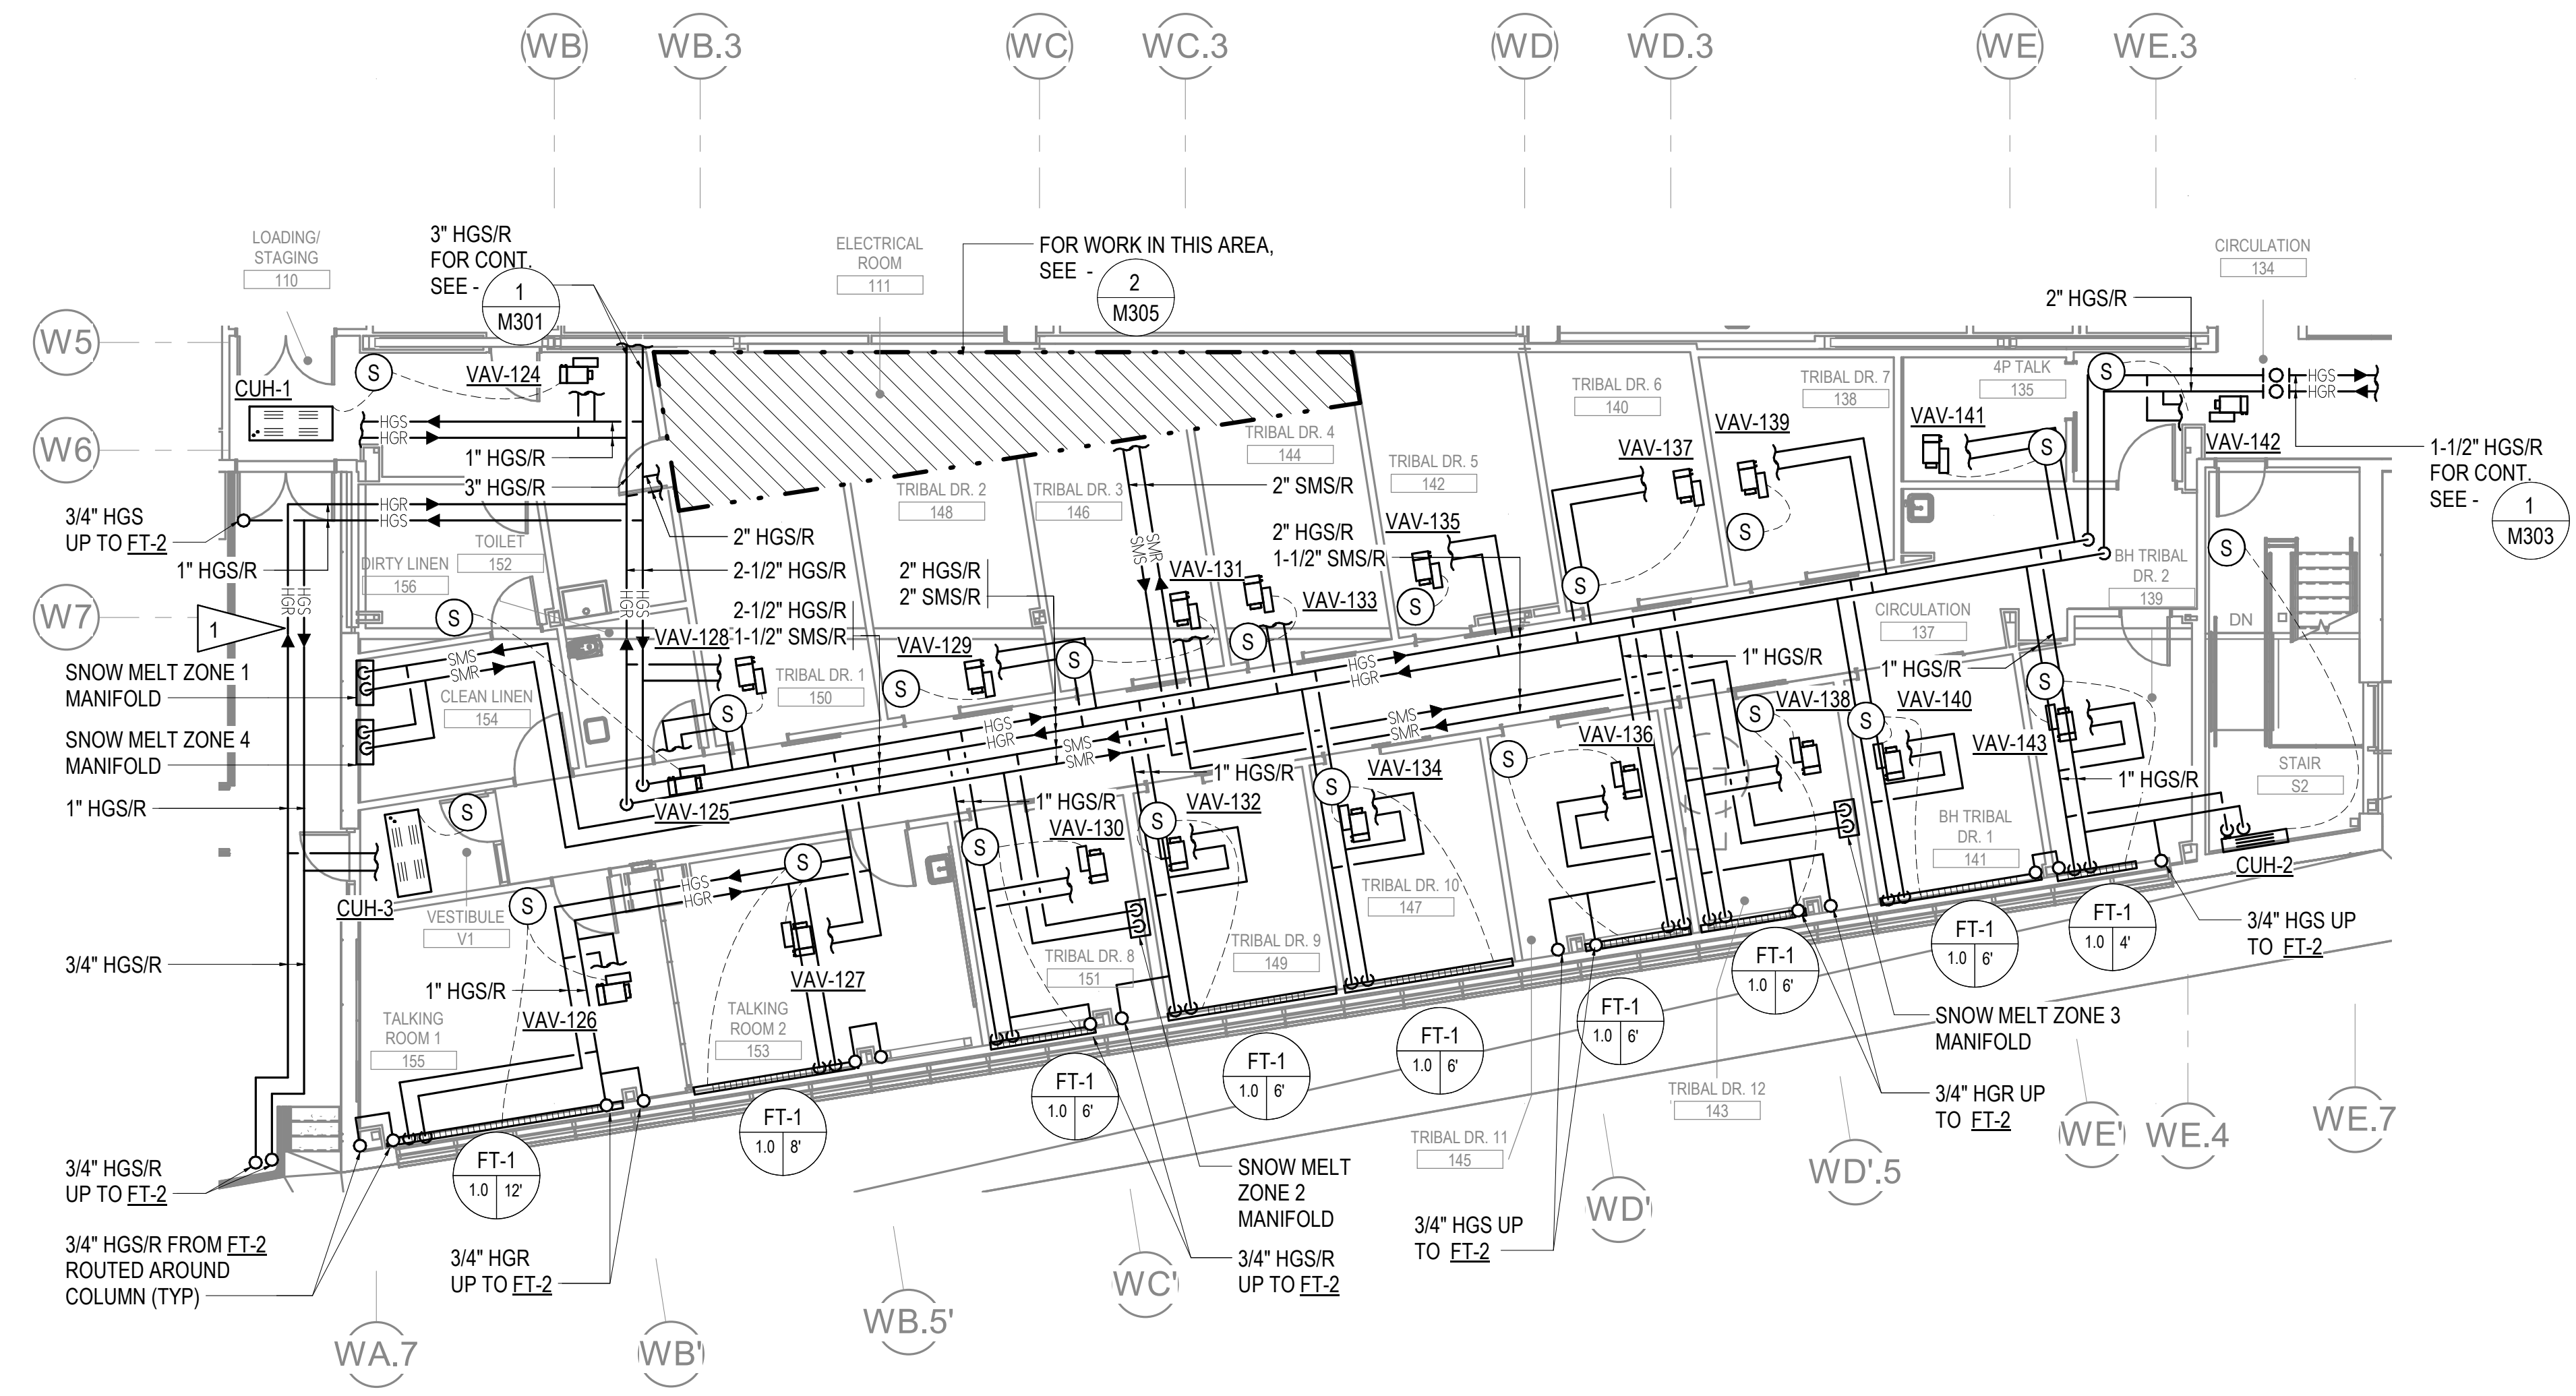 WB
WB.3
WC
WC.3
WD
WD.3
WE
WE.3
W5
W6
W7
LOADING/
STAGING
110
3" HGS/R
FOR CONT.
SEE -
1
M301
ELECTRICAL
ROOM
111
FOR WORK IN THIS AREA,
SEE -
2
M305
CIRCULATION
134
2" HGS/R
CUH-1
S
VAV-124
HGS
HGR
1" HGS/R
3" HGS/R
TRIBAL DR. 6
140
TRIBAL DR. 7
138
4P TALK
135
S
HGS
HGR
VAV-139
VAV-141
S
VAV-142
VAV-137
1-1/2" HGS/R
FOR CONT.
SEE -
1
M303
TRIBAL DR. 4
144
TRIBAL DR. 5
142
TRIBAL DR. 2
148
TRIBAL DR. 3
146
2" SMS/R
HGR
HGS
3/4" HGS
UP TO FT-2
1" HGS/R
TOILET
152
DIRTY LINEN
156
2" HGS/R
2-1/2" HGS/R
2-1/2" HGS/R
1-1/2" SMS/R
2" HGS/R
2" SMS/R
2" HGS/R
1-1/2" SMS/R
SMS
SMR
VAV-131
VAV-133
VAV-135
S
S
S
S
S
BH TRIBAL
DR. 2
139
CIRCULATION
137
DN
1
HGR
HGS
HGR
HGS
S
VAV-128
VAV-129
S
S
TRIBAL DR. 1
150
S
HGS
HGR
1" HGS/R
1" HGS/R
SNOW MELT ZONE 1
MANIFOLD
SNOW MELT ZONE 4
MANIFOLD
SMS
SMR
CLEAN LINEN
154
HGS
HGR
SMS
SMR
SMS
SMR
VAV-136
S
VAV-138
S
VAV-140
S
VAV-143
S
STAIR
S2
1" HGS/R
1" HGS/R
S
VAV-125
1" HGS/R
VAV-130
S
1" HGS/R
VAV-132
S
VAV-134
S
BH TRIBAL
DR. 1
141
S
CUH-3
VESTIBULE
V1
HGS
HGR
S
S
VAV-127
VAV-126
1" HGS/R
3/4" HGS/R
TALKING
ROOM 1
155
TALKING
ROOM 2
153
TRIBAL DR. 8
151
TRIBAL DR. 9
149
TRIBAL DR. 10
147
CUH-2
3/4" HGS UP
TO FT-2
FT-1
1.0 4'
FT-1
1.0 6'
FT-1
1.0 6'
FT-1
1.0 6'
FT-1
1.0 6'
FT-1
1.0 6'
FT-1
1.0 6'
FT-1
1.0 8'
FT-1
1.0 12'
SNOW MELT ZONE 3
MANIFOLD
3/4" HGR UP
TO FT-2
TRIBAL DR. 12
143
TRIBAL DR. 11
145
3/4" HGS/R
UP TO FT-2
3/4" HGS/R FROM FT-2
ROUTED AROUND
COLUMN (TYP)
3/4" HGR
UP TO FT-2
SNOW MELT
ZONE 2
MANIFOLD
3/4" HGS/R
UP TO FT-2
3/4" HGS UP
TO FT-2
WA.7
WB'
WB.5'
WC'
WD'
WD'.5
WE'
WE.4
WE.7